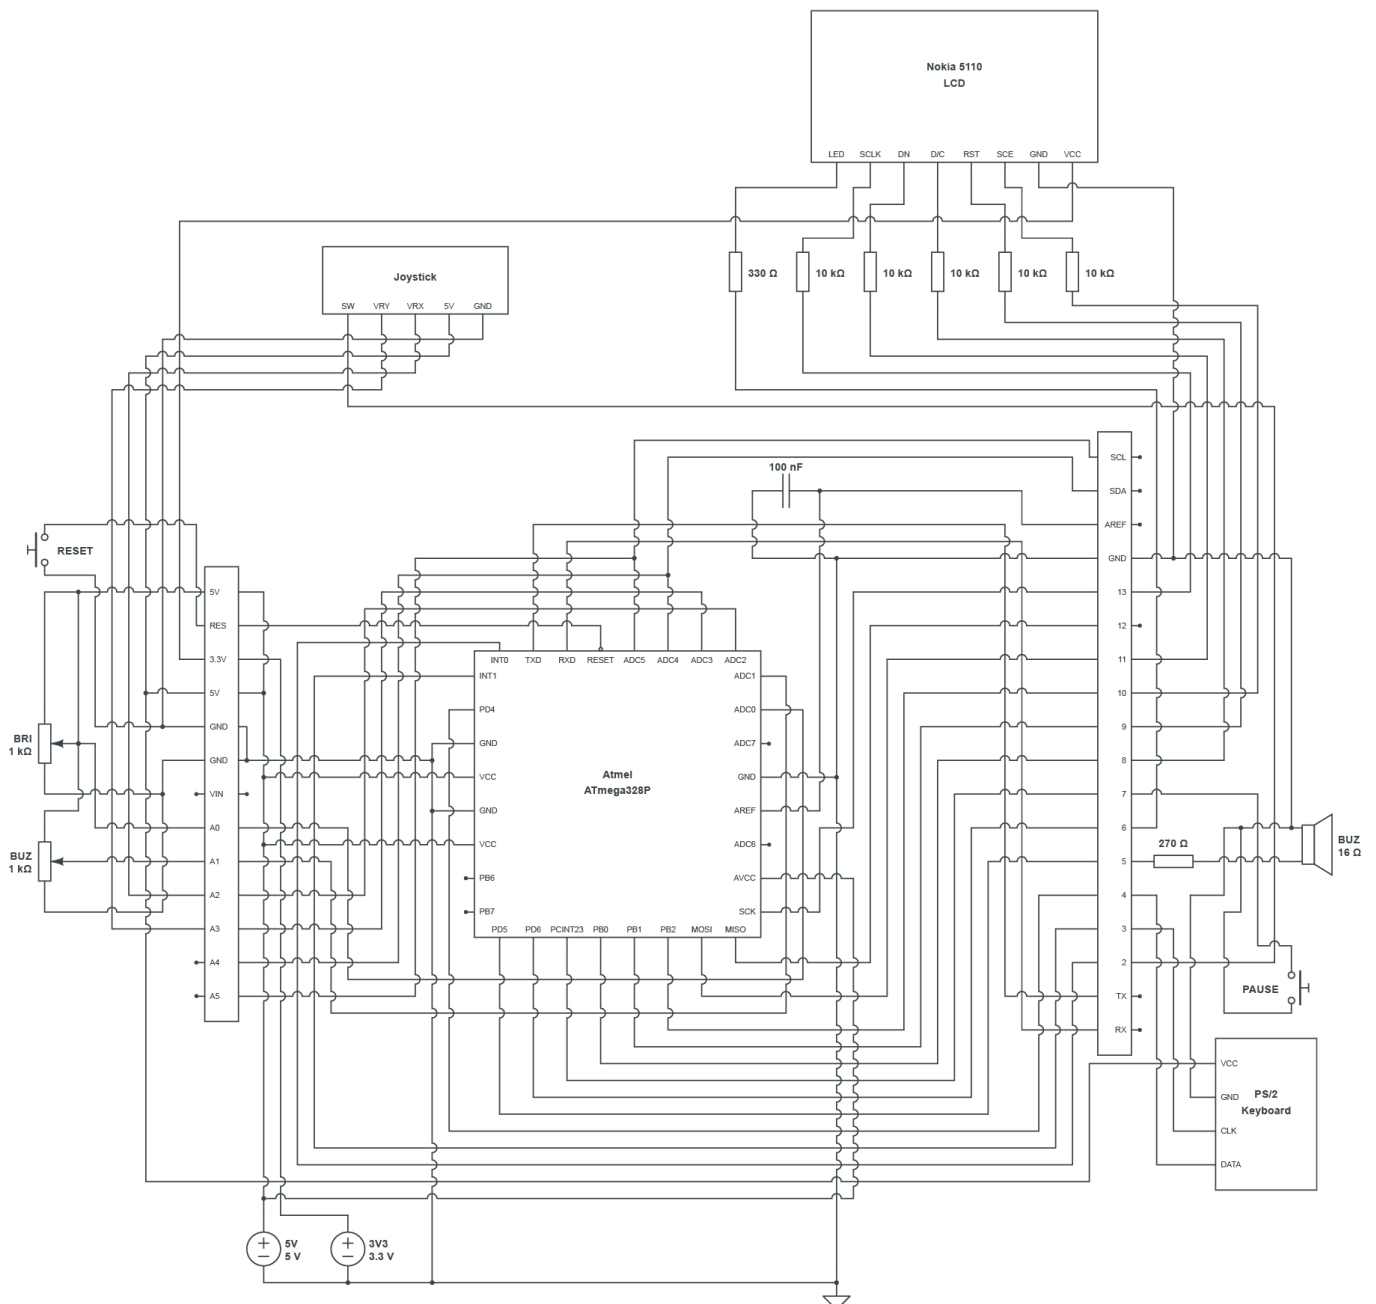 Nokia 5110
LCD
LED SCLK DN D/C RST SCE GND VCC
330 Ω 10 kΩ 10 kΩ 10 kΩ 10 kΩ 10 kΩ
Joystick
SW VRY VRX 5V GND
100 nF
SCL
SDA
AREF
GND
13
12
11
10
9
8
7
6
5
4
3
2
TX
RX
RESET
5V
RES
3.3V
5V
GND
GND
VIN
A0
A1
A2
A3
A4
A5
BRI
1 kΩ
BUZ
1 kΩ
INT0 TXD RXD RESET ADC5 ADC4 ADC3 ADC2
INT1
PD4
GND
VCC
GND
VCC
PB6
PB7
Atmel
ATmega328P
ADC1
ADC0
ADC7
GND
AREF
ADC6
AVCC
SCK
PD5 PD6 PCINT23 PB0 PB1 PB2 MOSI MISO
270 Ω
BUZ
16 Ω
PAUSE
VCC
GND
CLK
DATA
PS/2
Keyboard
5V
5 V
3V3
3.3 V